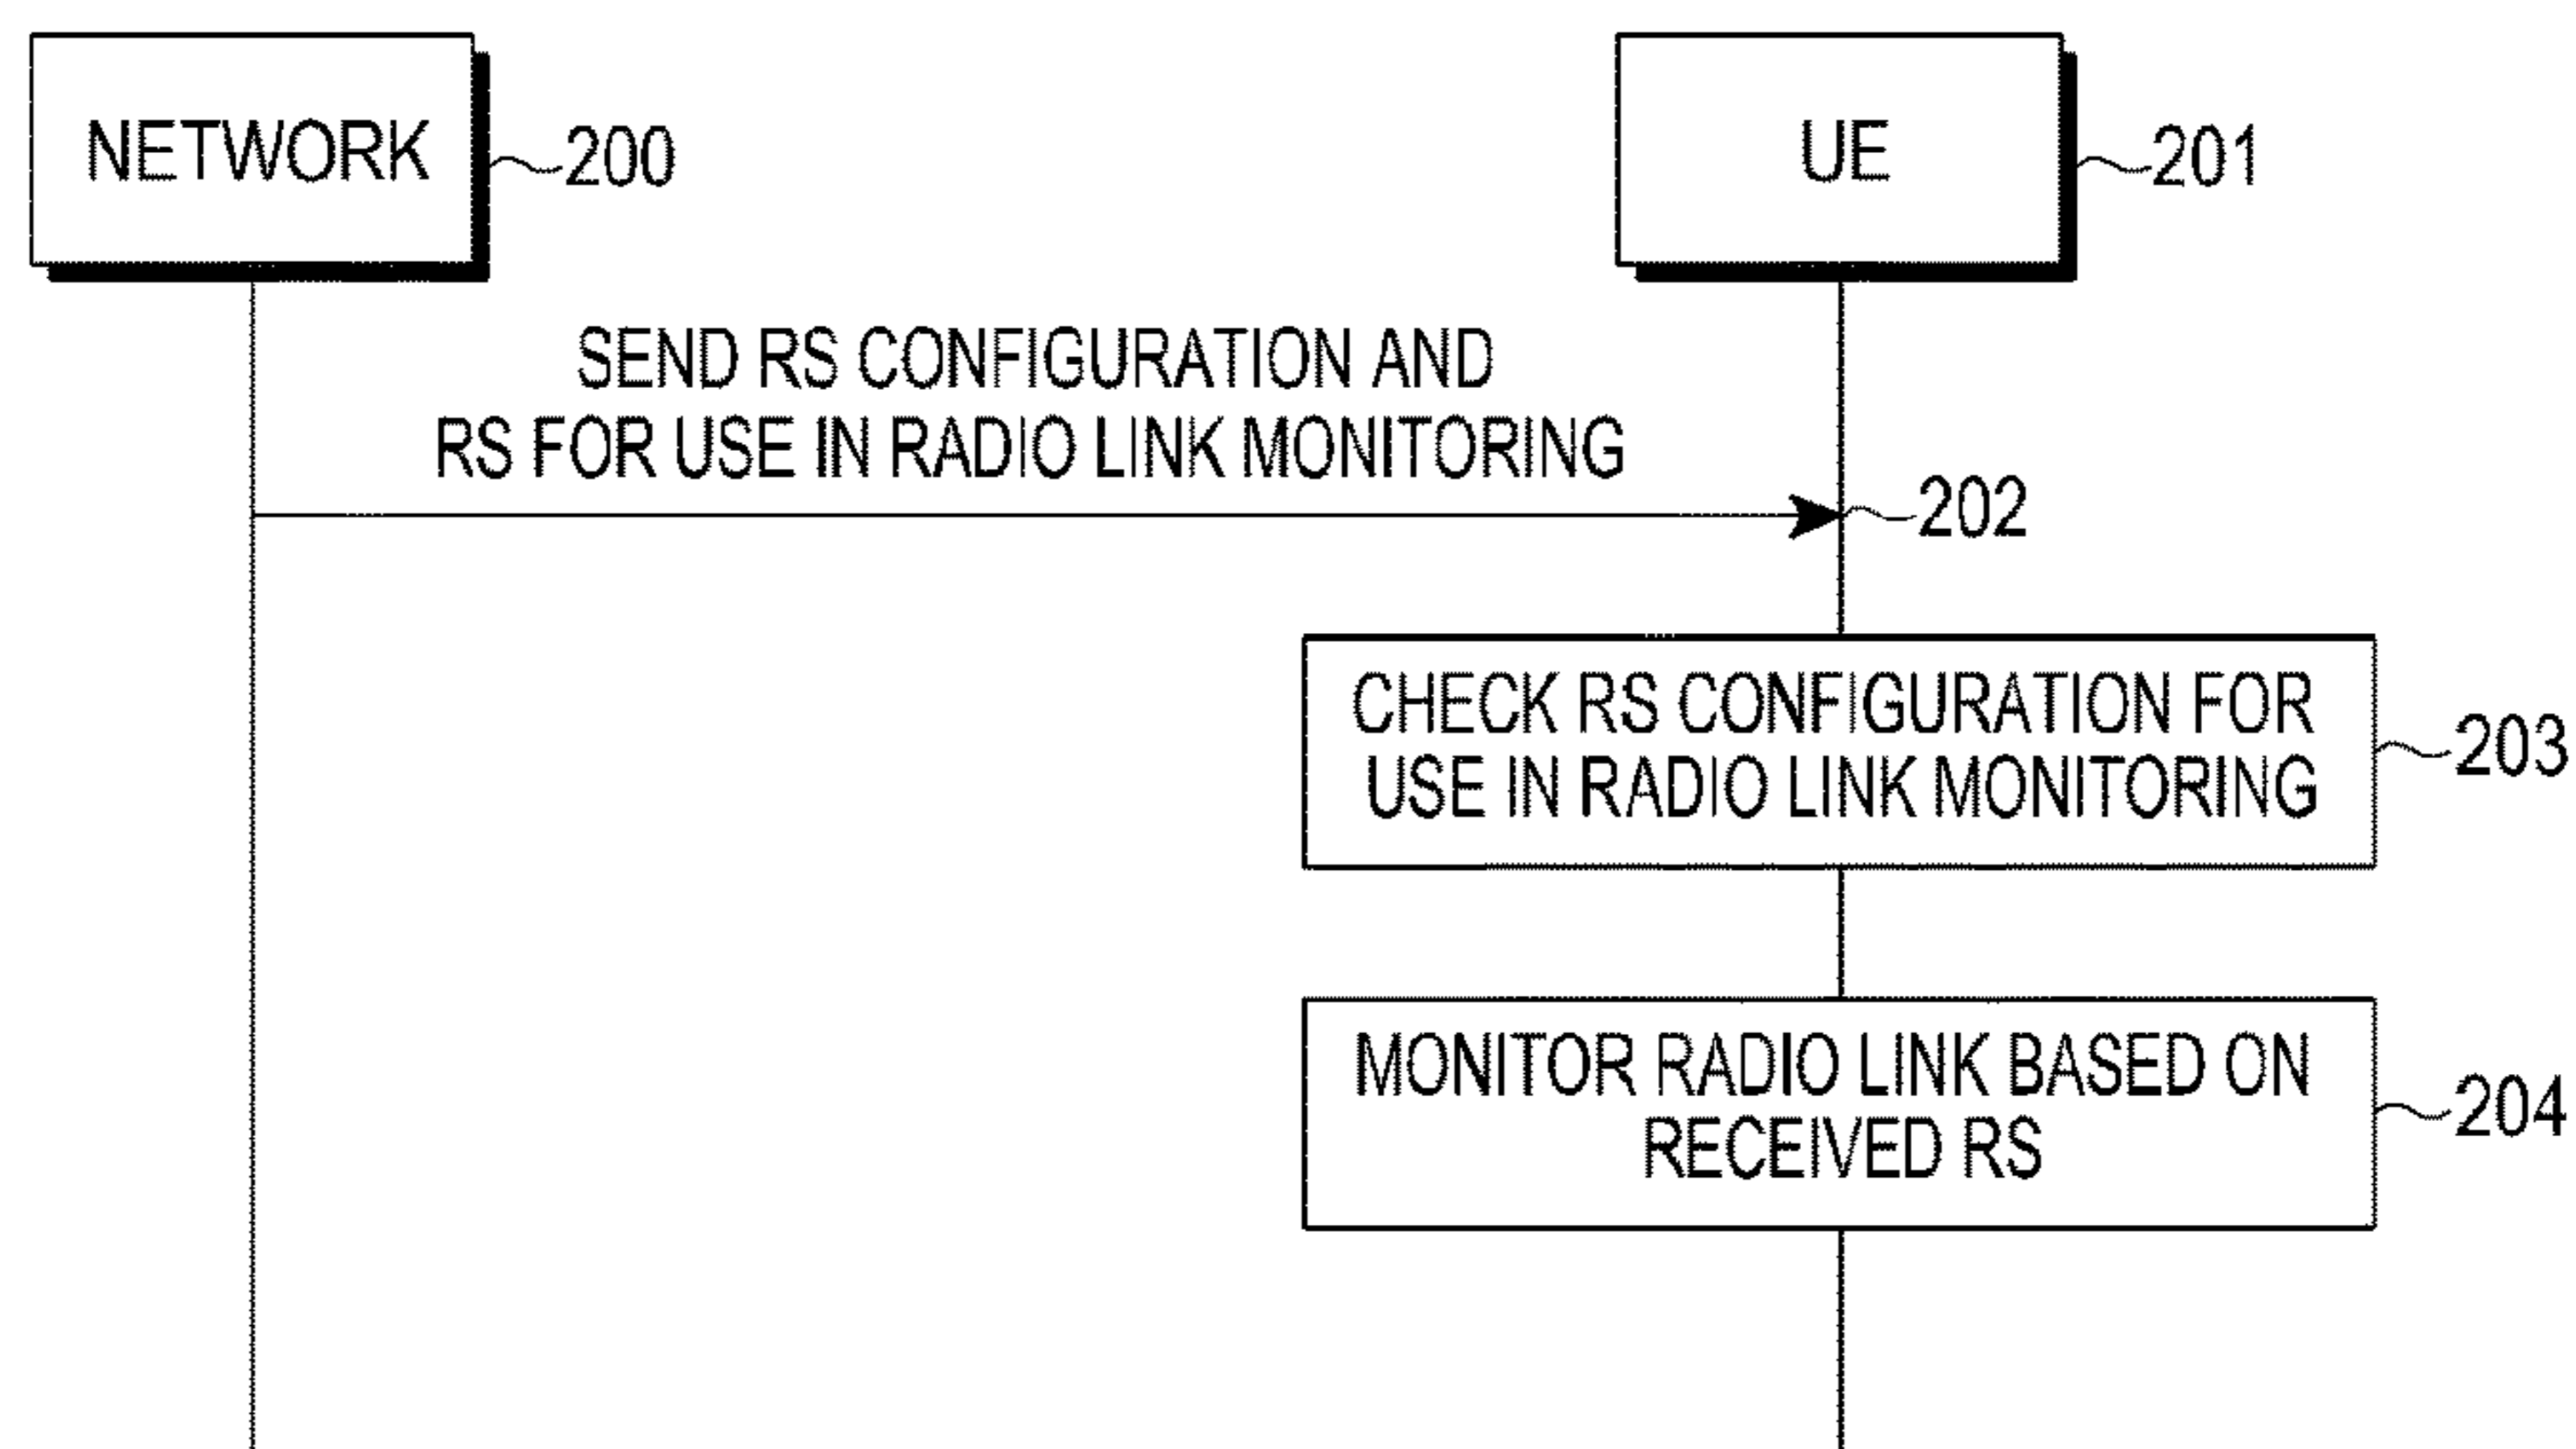 NETWORK
200
UE
201
SEND RS CONFIGURATION AND
RS FOR USE IN RADIO LINK MONITORING
202
CHECK RS CONFIGURATION FOR
USE IN RADIO LINK MONITORING
203
MONITOR RADIO LINK BASED ON
RECEIVED RS
204